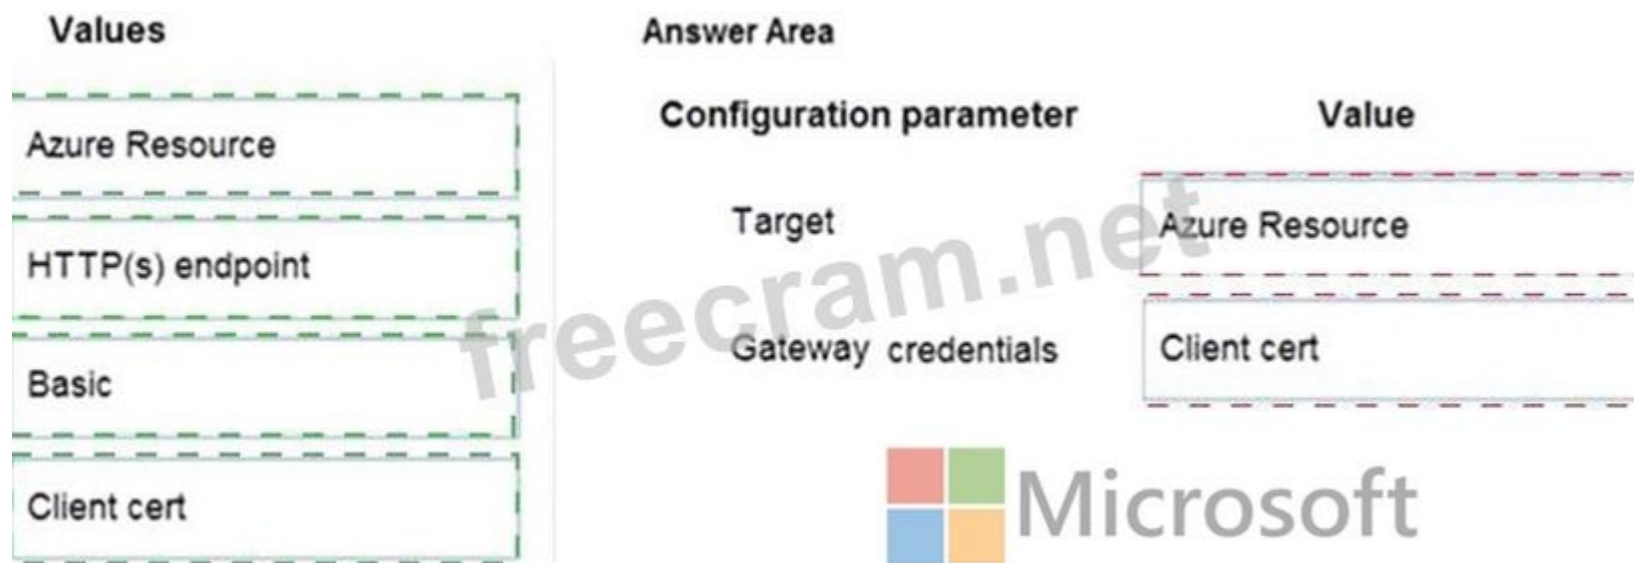 Values
Answer Area
Configuration parameter
Value
Azure Resource
HTTP(s) endpoint
Basic
Client cert
Target
Azure Resource
Gateway credentials
Client cert
freecram.net
Microsoft